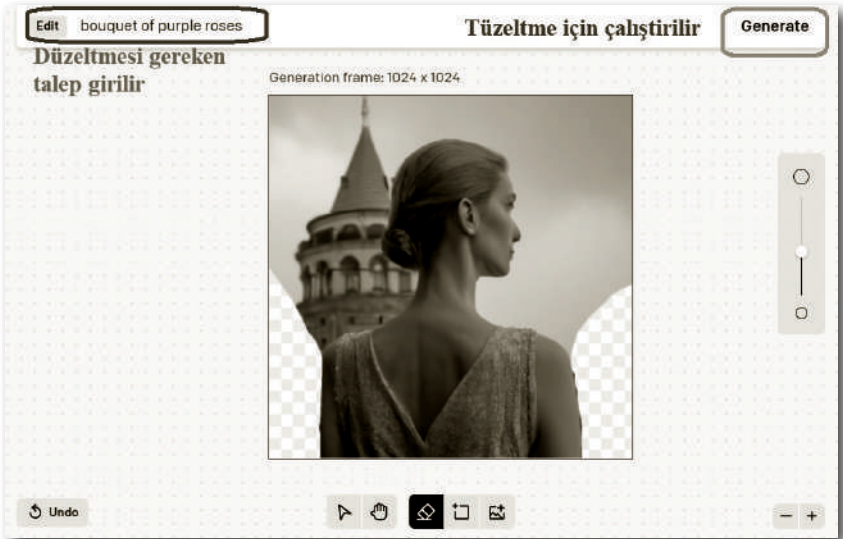 Edit bouquet of purple roses
Tüzeltme için çalıştirilir
Generate
Düzeltmesi gereken
talep girilir
Generation frame: 1024 x 1024
Undo